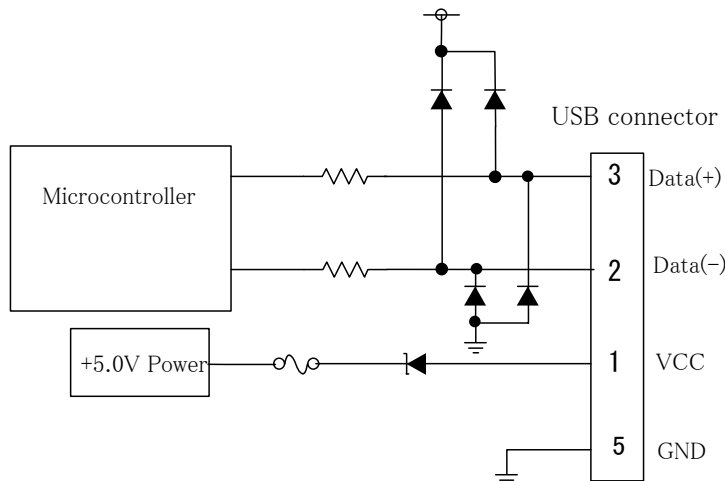 USB connector
Microcontroller
3 Data(+)
2 Data(-)
+5.0V Power
1 VCC
5 GND